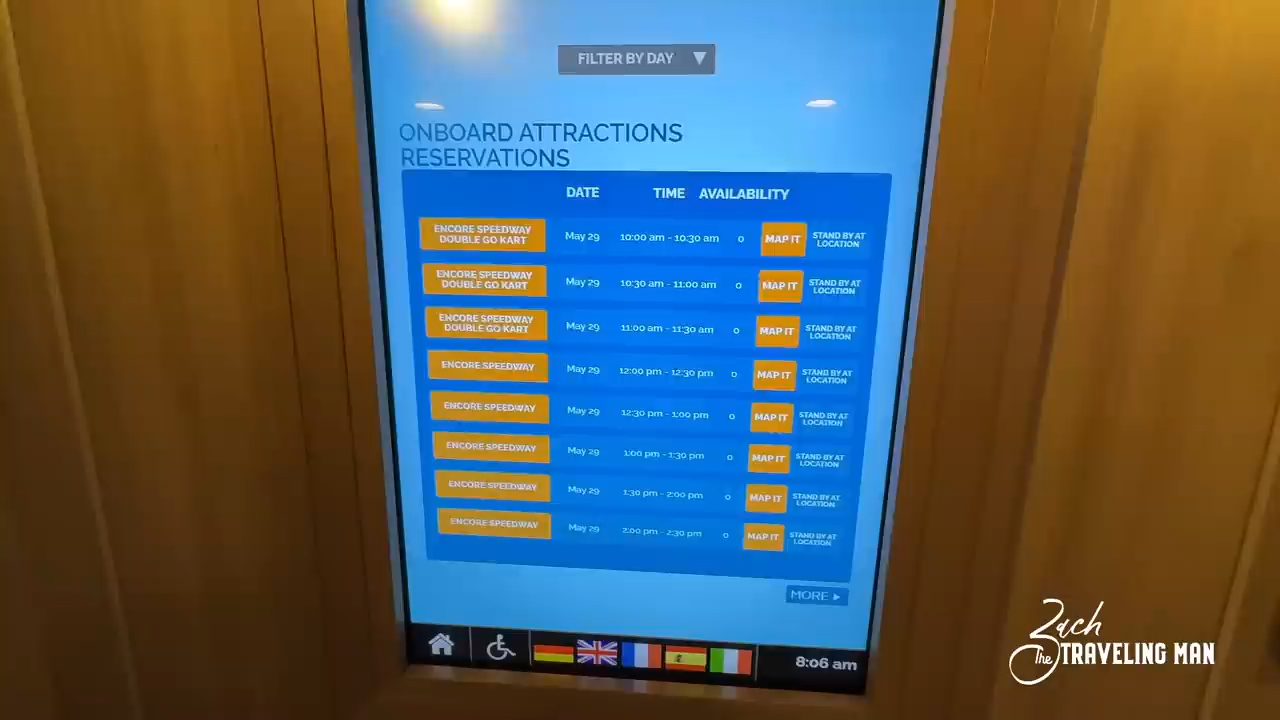 FILTER BY DAY ▼
ONBOARD ATTRACTIONS
RESERVATIONS
DATE TIME AVAILABILITY
ENCORE SPEEDWAY
DOUBLE GO KART
May 29 10:00 am - 10:30 am 0 MAP IT
STAND BY AT
LOCATION
ENCORE SPEEDWAY
DOUBLE GO KART
May 29 10:30 am - 11:00 am 0 MAP IT
STAND BY AT
LOCATION
ENCORE SPEEDWAY
DOUBLE GO KART
May 29 11:00 am - 11:30 am 0 MAP IT
STAND BY AT
LOCATION
ENCORE SPEEDWAY May 29 12:00 pm - 12:30 pm 0 MAP IT
STAND BY AT
LOCATION
ENCORE SPEEDWAY May 29 12:30 pm - 1:00 pm 0 MAP IT
STAND BY AT
LOCATION
ENCORE SPEEDWAY May 29 1:00 pm - 1:30 pm 0 MAP IT
STAND BY AT
LOCATION
ENCORE SPEEDWAY May 29 1:30 pm - 2:00 pm 0 MAP IT
STAND BY AT
LOCATION
ENCORE SPEEDWAY May 29 2:00 pm - 2:30 pm 0 MAP IT
STAND BY AT
LOCATION
MORE ►
8:06 am
Zach
The TRAVELING MAN